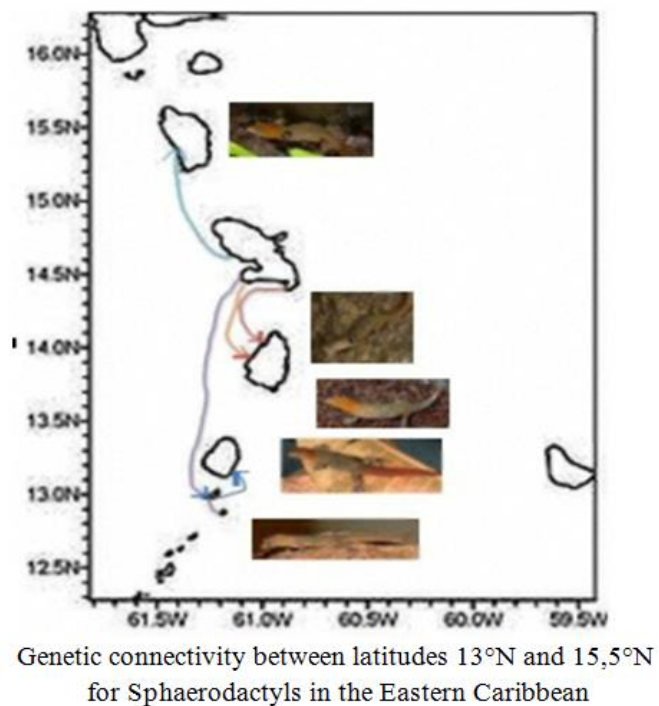 16.0N
15.5N
15.0N
14.5N
14.0N
13.5N
13.0N
12.5N
61.5W 61.0W 60.9W 60.0W 59.5W
Genetic connectivity between latitudes 13°N and 15,5°N
for Sphaerodactyls in the Eastern Caribbean